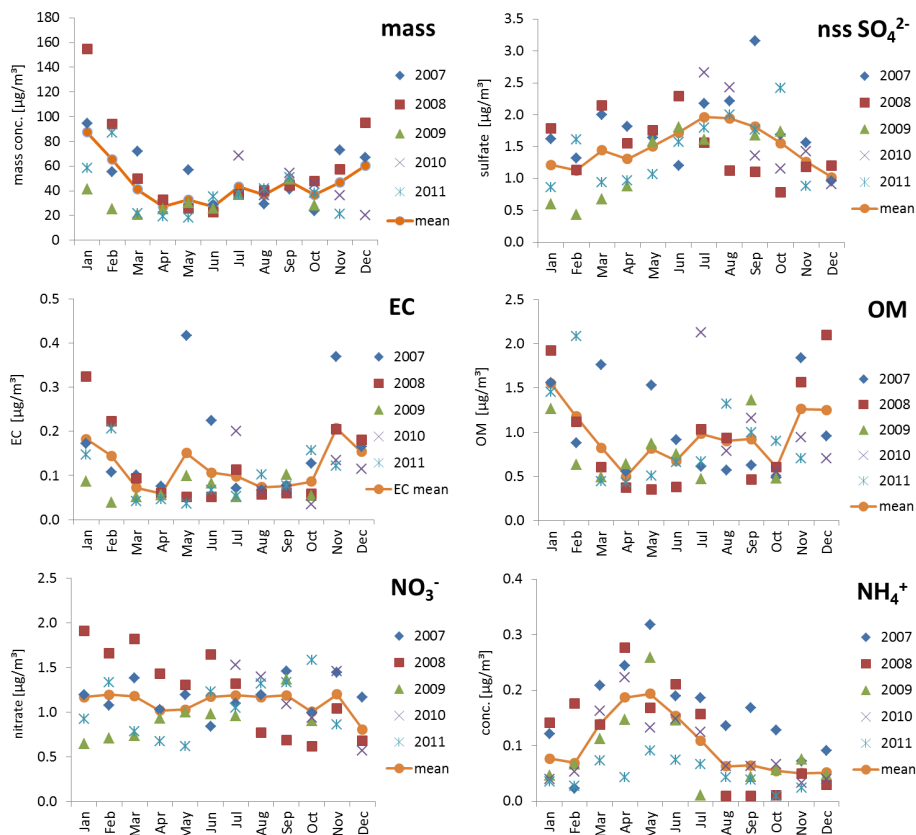 mass
mass conc. [µg/m³]
180
160
140
120
100
80
60
40
20
0
Jan Feb Mar Apr May Jun Jul Aug Sep Oct Nov Dec
2007
2008
2009
2010
2011
mean
nss SO₄²⁻
sulfate [µg/m³]
3.5
3.0
2.5
2.0
1.5
1.0
0.5
0.0
Jan Feb Mar Apr May Jun Jul Aug Sep Oct Nov Dec
2007
2008
2009
2010
2011
mean
EC
EC [µg/m³]
0.5
0.4
0.3
0.2
0.1
0.0
Jan Feb Mar Apr May Jun Jul Aug Sep Oct Nov Dec
2007
2008
2009
2010
2011
EC mean
OM
OM [µg/m³]
2.5
2.0
1.5
1.0
0.5
0.0
Jan Feb Mar Apr May Jun Jul Aug Sep Oct Nov Dec
2007
2008
2009
2010
2011
mean
NO₃⁻
nitrate [µg/m³]
2.5
2.0
1.5
1.0
0.5
0.0
Jan Feb Mar Apr May Jun Jul Aug Sep Oct Nov Dec
2007
2008
2009
2010
2011
mean
NH₄⁺
conc. [µg/m³]
0.4
0.3
0.2
0.1
0.0
Jan Feb Mar Apr May Jun Jul Aug Sep Oct Nov Dec
2007
2008
2009
2010
2011
mean